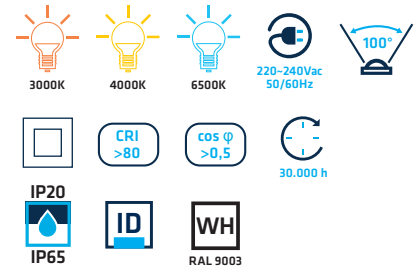 3000K
4000K
6500K
220-240Vac
50/60Hz
100°
CRI
>80
cos φ
>0,5
30.000 h
IP20
IP65
ID
WH
RAL 9003